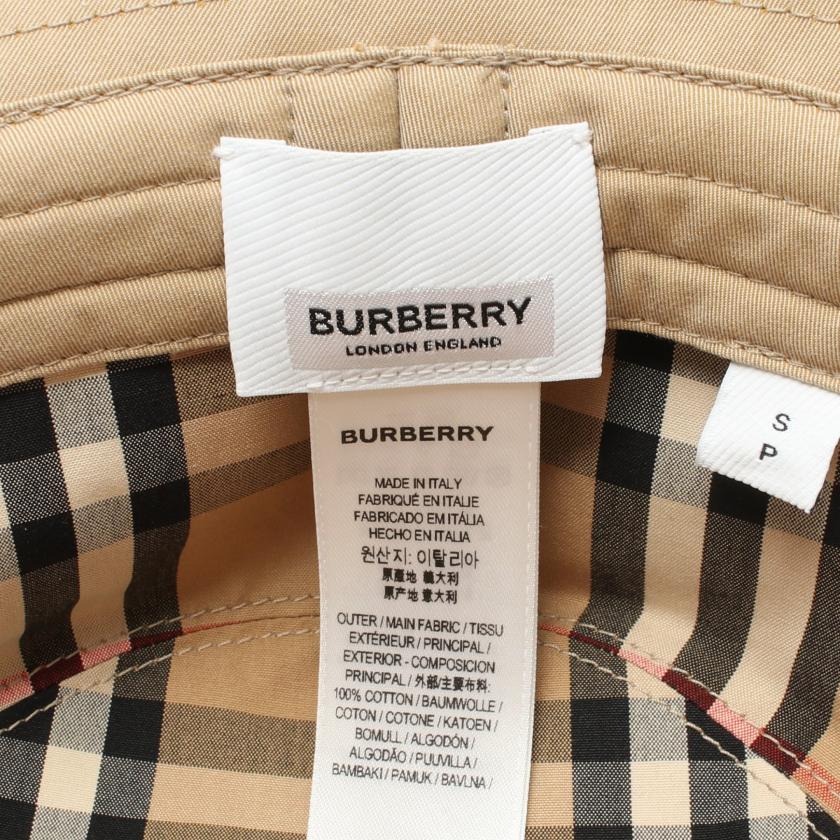 BURBERRY
LONDON ENGLAND
S
P
BURBERRY
MADE IN ITALY
FABRIQUÉ EN ITALIE
FABRICADO EM ITÁLIA
HECHO EN ITALIA
원산지: 이탈리아
原產地 義大利
原产地 意大利
OUTER / MAIN FABRIC / TISSU
EXTÉRIEUR / PRINCIPAL /
EXTERIOR - COMPOSICION
PRINCIPAL / 外部/主要布料:
100% COTTON / BAUMWOLLE /
COTON / COTONE / KATOEN /
BOMULL / ALGODÓN /
ALGODÃO / PUUVILLA /
BAMBAKI / PAMUK / BAVLNA /